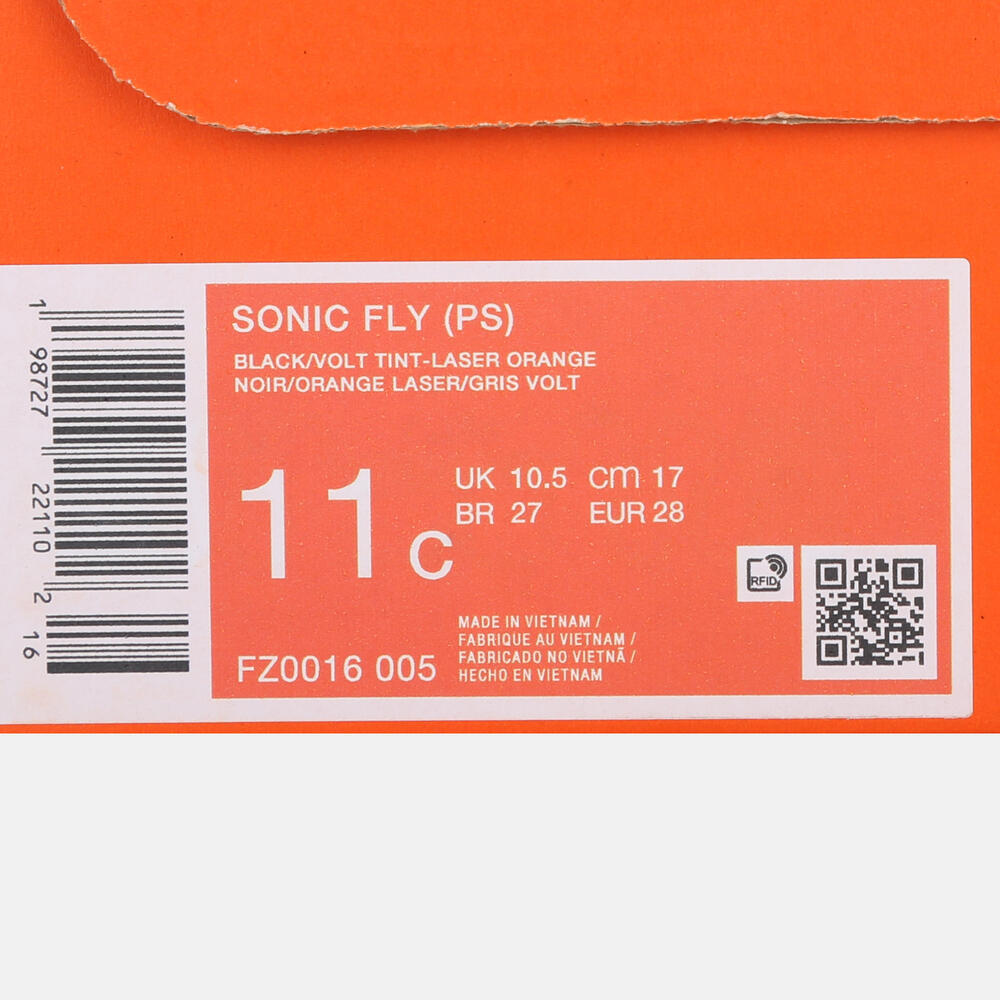 SONIC FLY (PS)
BLACK/VOLT TINT-LASER ORANGE
NOIR/ORANGE LASER/GRIS VOLT
11 C
UK 10.5 cm 17
BR 27 EUR 28
RFID
FZ0016 005
MADE IN VIETNAM /
FABRIQUE AU VIETNAM /
FABRICADO NO VIETNÃ /
HECHO EN VIETNAM
1 98727 22110 2 16